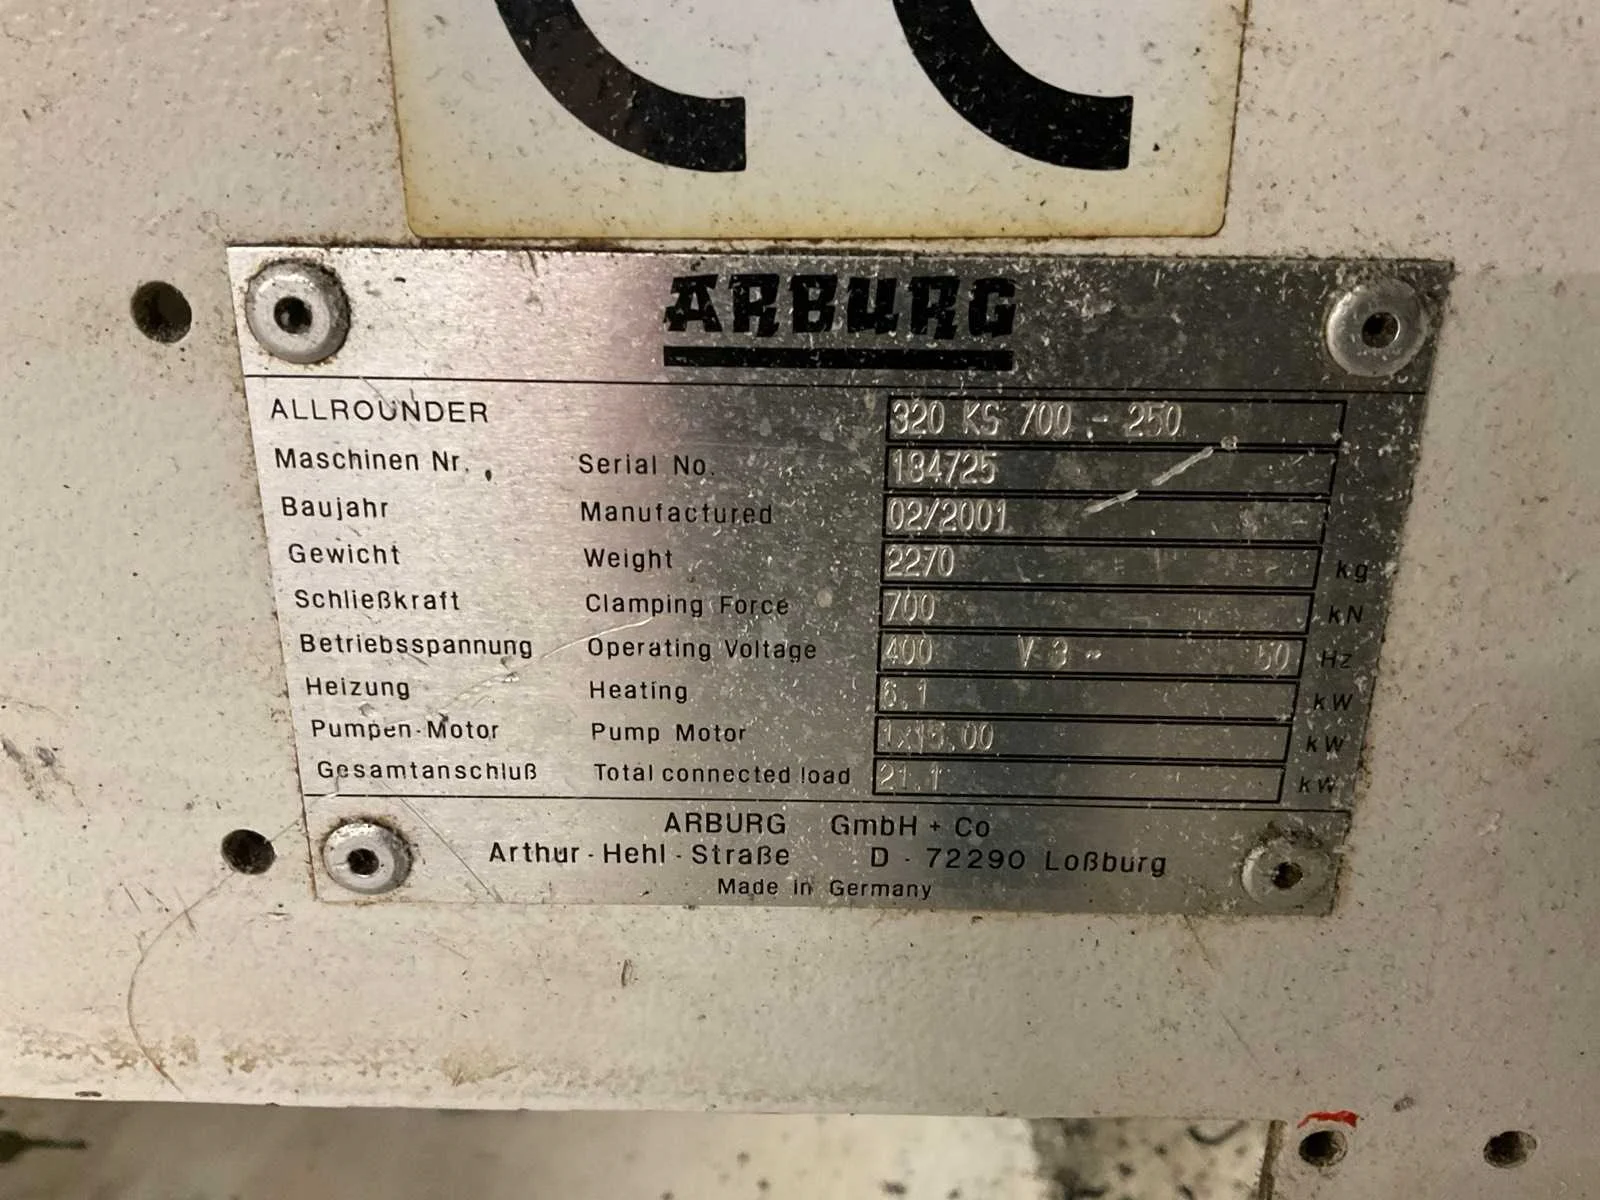 CE
ARBURG
ALLROUNDER 320 KS 700 - 250
Maschinen Nr. Serial No. 184725
Baujahr Manufactured 02/2001
Gewicht Weight 2270 kg
Schließkraft Clamping Force 700 kN
Betriebsspannung Operating Voltage 400 V 3 ~ 50 Hz
Heizung Heating 6.1 kW
Pumpen-Motor Pump Motor 1x15.00 kW
Gesamtanschluß Total connected load 21.1 kW
ARBURG GmbH + Co
Arthur - Hehl - Straße D - 72290 Loßburg
Made in Germany